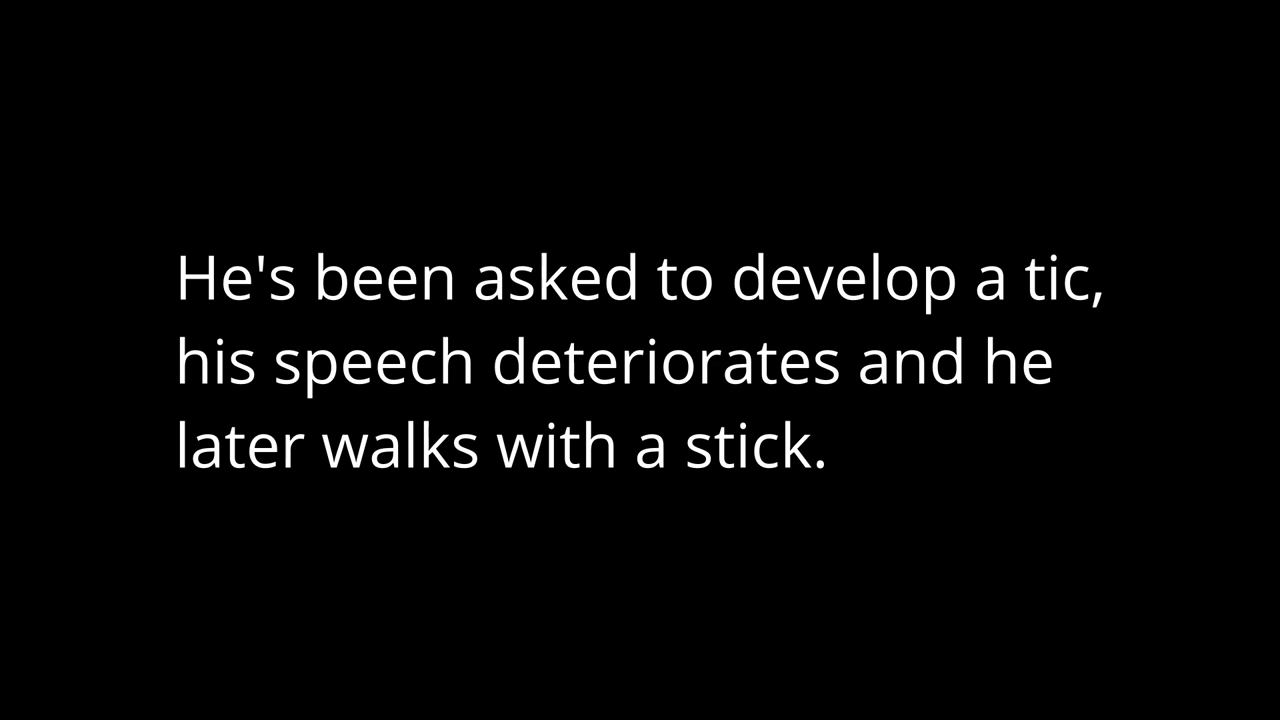 He's been asked to develop a tic,
his speech deteriorates and he
later walks with a stick.